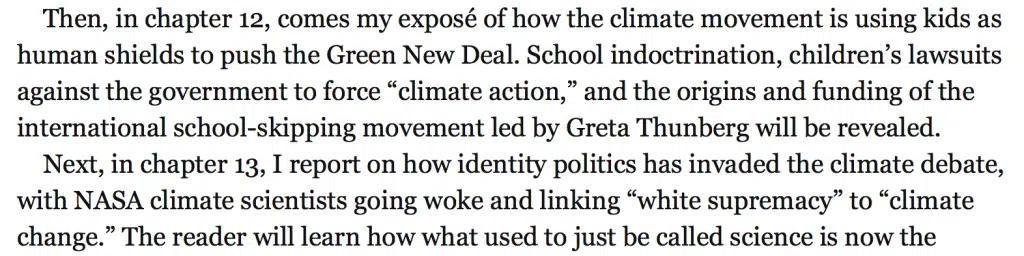 Then, in chapter 12, comes my exposé of how the climate movement is using kids as
human shields to push the Green New Deal. School indoctrination, children’s lawsuits
against the government to force “climate action,” and the origins and funding of the
international school-skipping movement led by Greta Thunberg will be revealed.
Next, in chapter 13, I report on how identity politics has invaded the climate debate,
with NASA climate scientists going woke and linking “white supremacy” to “climate
change.” The reader will learn how what used to just be called science is now the